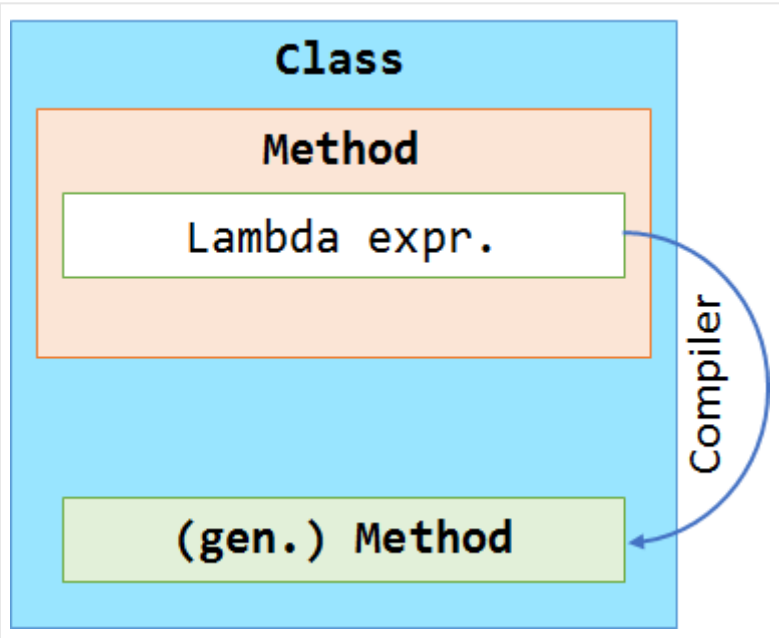 Class
Method
Lambda expr.
Compiler
(gen.) Method